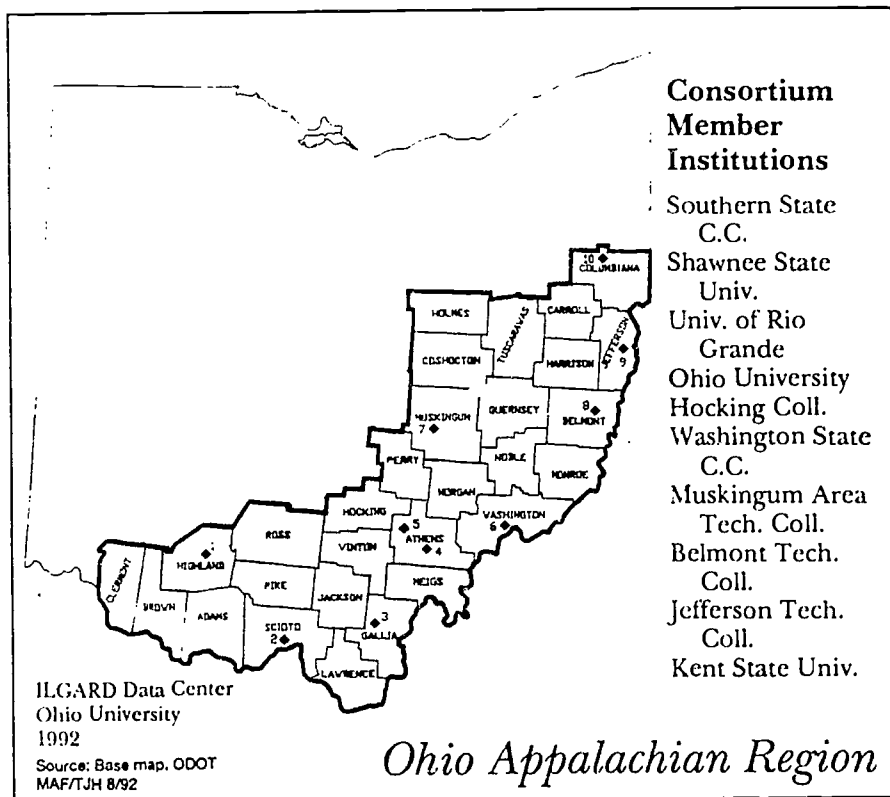 Consortium
Member
Institutions
Southern State
C.C.
Shawnee State
Univ.
Univ. of Rio
Grande
Ohio University
Hocking Coll.
Washington State
C.C.
Muskingum Area
Tech. Coll.
Belmont Tech.
Coll.
Jefferson Tech.
Coll.
Kent State Univ.
10
COLUMBIANA
HOLMES
TUSCARAVAS
CARROLL
JEFFERSON
9
COSHOCTON
HARRISON
MUSKINGUM
7
GUERNSEY
8
BELMONT
PERRY
NOBLE
MONROE
MORGAN
HOCKING
WASHINGTON
6
5
ATHENS
4
ROSS
VINTON
1
HIGHLAND
CLERMONT
PIKE
MEIGS
JACKSON
BROWN
ADAMS
SCIOTO
2
3
GALLIA
LAWRENCE
ILGARD Data Center
Ohio University
1992
Source: Base map, ODOT
MAF/TJH 8/92
Ohio Appalachian Region